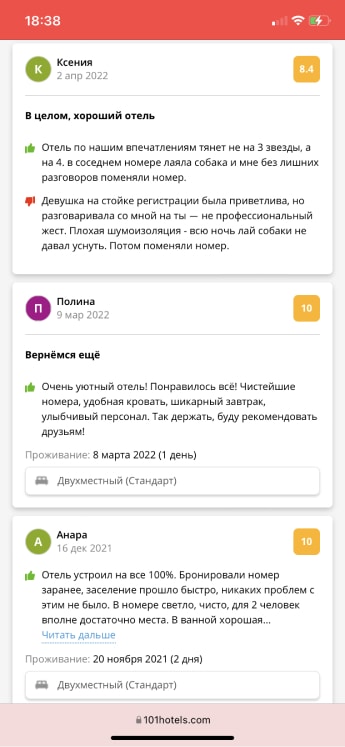 18:38
К
Ксения
2 апр 2022
8.4
В целом, хороший отель
Отель по нашим впечатлениям тянет не на 3 звезды, а
на 4. в соседнем номере лаяла собака и мне без лишних
разговоров поменяли номер.
Девушка на стойке регистрации была приветлива, но
разговаривала со мной на ты — не профессиональный
жест. Плохая шумоизоляция - всю ночь лай собаки не
давал уснуть. Потом поменяли номер.
П
Полина
9 мар 2022
10
Вернёмся ещё
Очень уютный отель! Понравилось всё! Чистейшие
номера, удобная кровать, шикарный завтрак,
улыбчивый персонал. Так держать, буду рекомендовать
друзьям!
Проживание: 8 марта 2022 (1 день)
Двухместный (Стандарт)
А
Анара
16 дек 2021
10
Отель устроил на все 100%. Бронировали номер
заранее, заселение прошло быстро, никаких проблем с
этим не было. В номере светло, чисто, для 2 человек
вполне достаточно места. В ванной хорошая...
Читать дальше
Проживание: 20 ноября 2021 (2 дня)
Двухместный (Стандарт)
101hotels.com